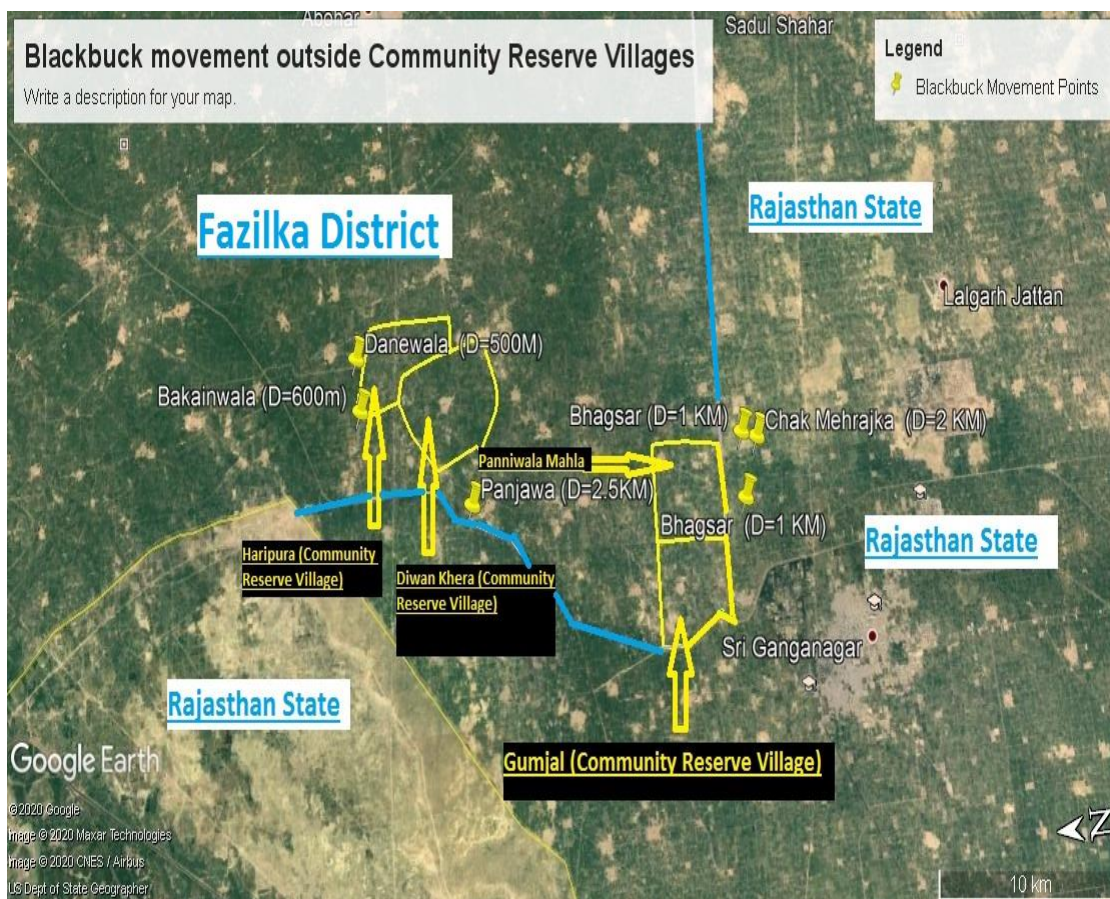 Abohar
Sadul Shahar
Blackbuck movement outside Community Reserve Villages
Write a description for your map.
Legend
Blackbuck Movement Points
Fazilka District
Rajasthan State
Lalgarh Jattan
Danewala (D=500M)
Bakainwala (D=600m)
Bhagsar (D=1 KM)
Chak Mehrajka (D=2 KM)
Panniwala Mahla
Panjawa (D=2.5KM)
Bhagsar (D=1 KM)
Rajasthan State
Haripura (Community
Reserve Village)
Diwan Khera (Community
Reserve Village)
Sri Ganganagar
Rajasthan State
Gumjal (Community Reserve Village)
Google Earth
©2020 Google
Image © 2020 Maxar Technologies
Image © 2020 CNES / Airbus
US Dept of State Geographer
N
10 km